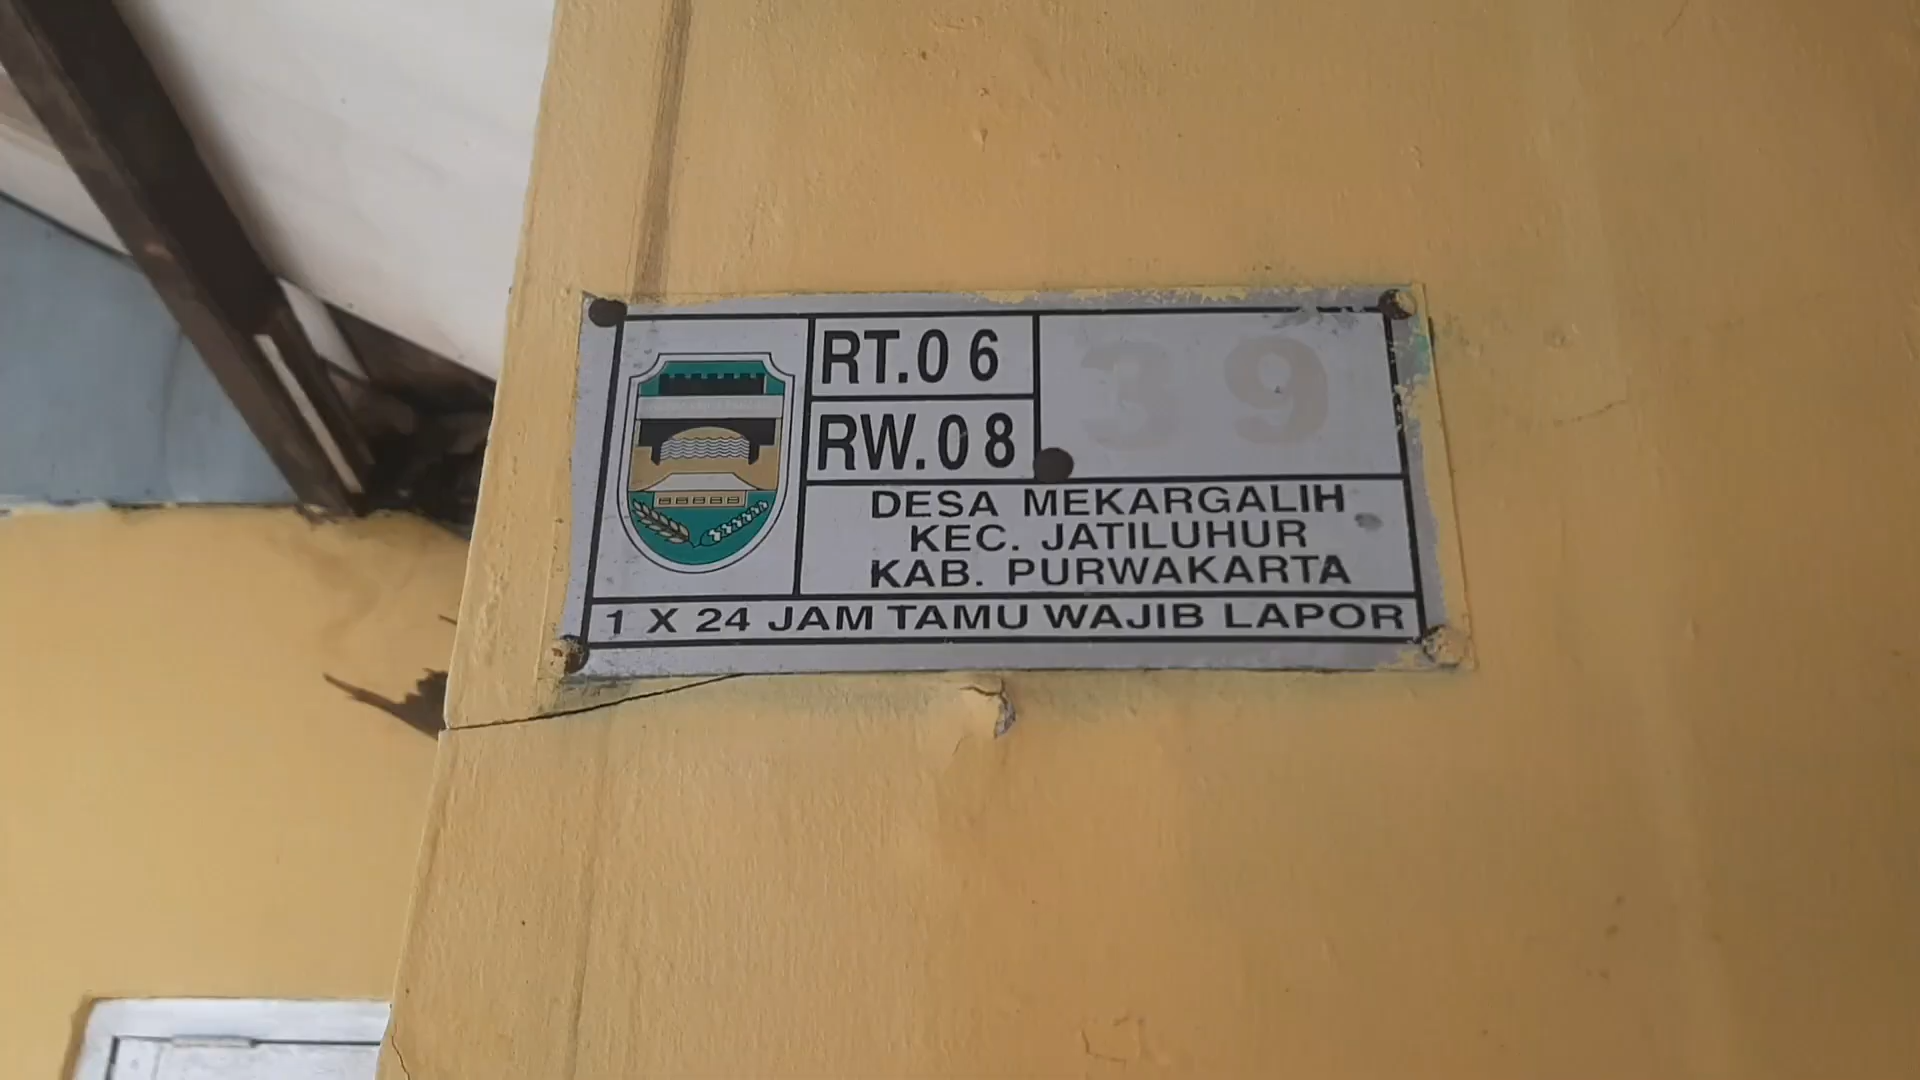 RT.06
RW.08
39
DESA MEKARGALIH
KEC. JATILUHUR
KAB. PURWAKARTA
1 X 24 JAM TAMU WAJIB LAPOR